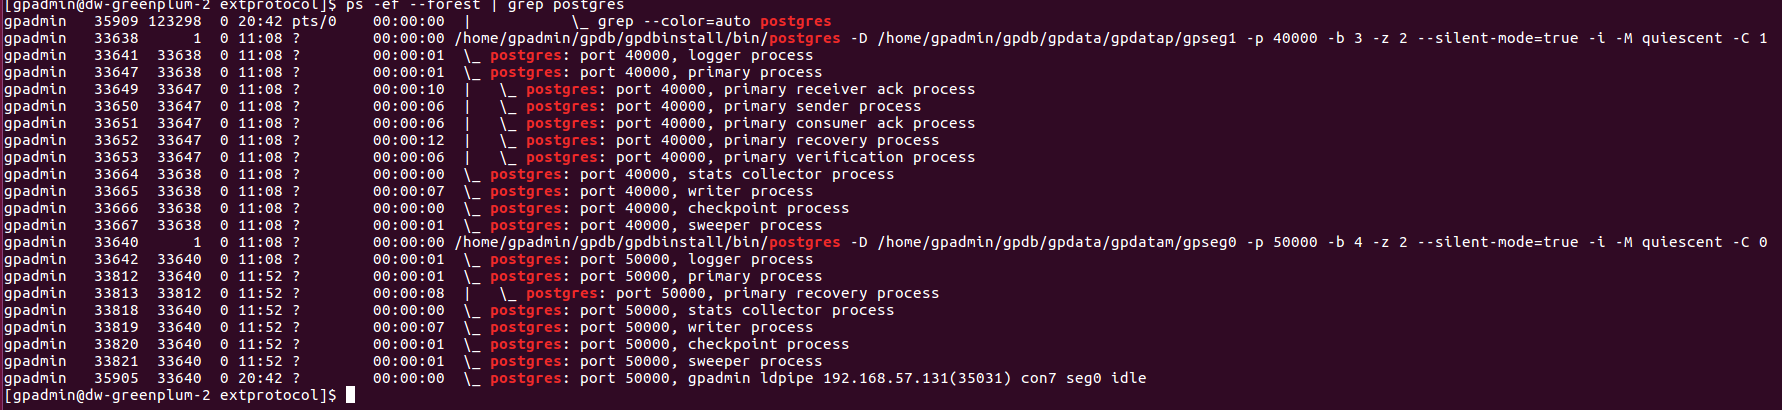 [gpadmin@dw-greenplum-2 extprotocol]$ ps -ef --forest | grep postgres
gpadmin   35909 123298  0 20:42 pts/0    00:00:00  |           \_ grep --color=auto postgres
gpadmin   33638      1  0 11:08 ?        00:00:00 /home/gpadmin/gpdb/gpdbinstall/bin/postgres -D /home/gpadmin/gpdb/gpdata/gpdatap/gpseg1 -p 40000 -b 3 -z 2 --silent-mode=true -i -M quiescent -C 1
gpadmin   33641  33638  0 11:08 ?        00:00:01  \_ postgres: port 40000, logger process
gpadmin   33647  33638  0 11:08 ?        00:00:01  \_ postgres: port 40000, primary process
gpadmin   33649  33647  0 11:08 ?        00:00:10  |   \_ postgres: port 40000, primary receiver ack process
gpadmin   33650  33647  0 11:08 ?        00:00:06  |   \_ postgres: port 40000, primary sender process
gpadmin   33651  33647  0 11:08 ?        00:00:06  |   \_ postgres: port 40000, primary consumer ack process
gpadmin   33652  33647  0 11:08 ?        00:00:12  |   \_ postgres: port 40000, primary recovery process
gpadmin   33653  33647  0 11:08 ?        00:00:06  |   \_ postgres: port 40000, primary verification process
gpadmin   33664  33638  0 11:08 ?        00:00:00  \_ postgres: port 40000, stats collector process
gpadmin   33665  33638  0 11:08 ?        00:00:07  \_ postgres: port 40000, writer process
gpadmin   33666  33638  0 11:08 ?        00:00:00  \_ postgres: port 40000, checkpoint process
gpadmin   33667  33638  0 11:08 ?        00:00:01  \_ postgres: port 40000, sweeper process
gpadmin   33640      1  0 11:08 ?        00:00:00 /home/gpadmin/gpdb/gpdbinstall/bin/postgres -D /home/gpadmin/gpdb/gpdata/gpdatam/gpseg0 -p 50000 -b 4 -z 2 --silent-mode=true -i -M quiescent -C 0
gpadmin   33642  33640  0 11:08 ?        00:00:01  \_ postgres: port 50000, logger process
gpadmin   33812  33640  0 11:52 ?        00:00:01  \_ postgres: port 50000, primary process
gpadmin   33813  33812  0 11:52 ?        00:00:08  |   \_ postgres: port 50000, primary recovery process
gpadmin   33818  33640  0 11:52 ?        00:00:00  \_ postgres: port 50000, stats collector process
gpadmin   33819  33640  0 11:52 ?        00:00:07  \_ postgres: port 50000, writer process
gpadmin   33820  33640  0 11:52 ?        00:00:01  \_ postgres: port 50000, checkpoint process
gpadmin   33821  33640  0 11:52 ?        00:00:01  \_ postgres: port 50000, sweeper process
gpadmin   35905  33640  0 20:42 ?        00:00:00  \_ postgres: port 50000, gpadmin ldpipe 192.168.57.131(35031) con7 seg0 idle
[gpadmin@dw-greenplum-2 extprotocol]$